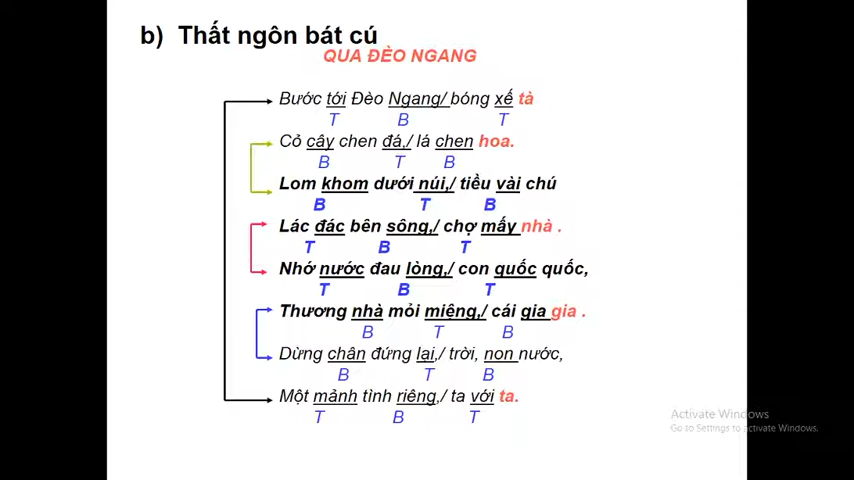 b) Thất ngôn bát cú
QUA ĐÈO NGANG
Bước tới Đèo Ngang/ bóng xế tà
T B T
Cỏ cây chen đá,/ lá chen hoa.
B T B
Lom khom dưới núi,/ tiều vài chú
B T B
Lác đác bên sông,/ chợ mấy nhà .
T B T
Nhớ nước đau lòng,/ con quốc quốc,
T B T
Thương nhà mỏi miệng,/ cái gia gia .
B T B
Dừng chân đứng lại,/ trời, non nước,
B T B
Một mảnh tình riêng,/ ta với ta.
T B T
Activate Windows
Go to Settings to activate Windows.